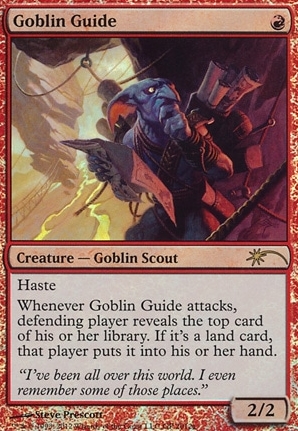 Goblin Guide
Creature — Goblin Scout
Haste
Whenever Goblin Guide attacks,
defending player reveals the top card
of his or her library. If it's a land card,
that player puts it into his or her hand.
"I've been all over this world. I even
remember some of those places."
Steve Prescott
2/2